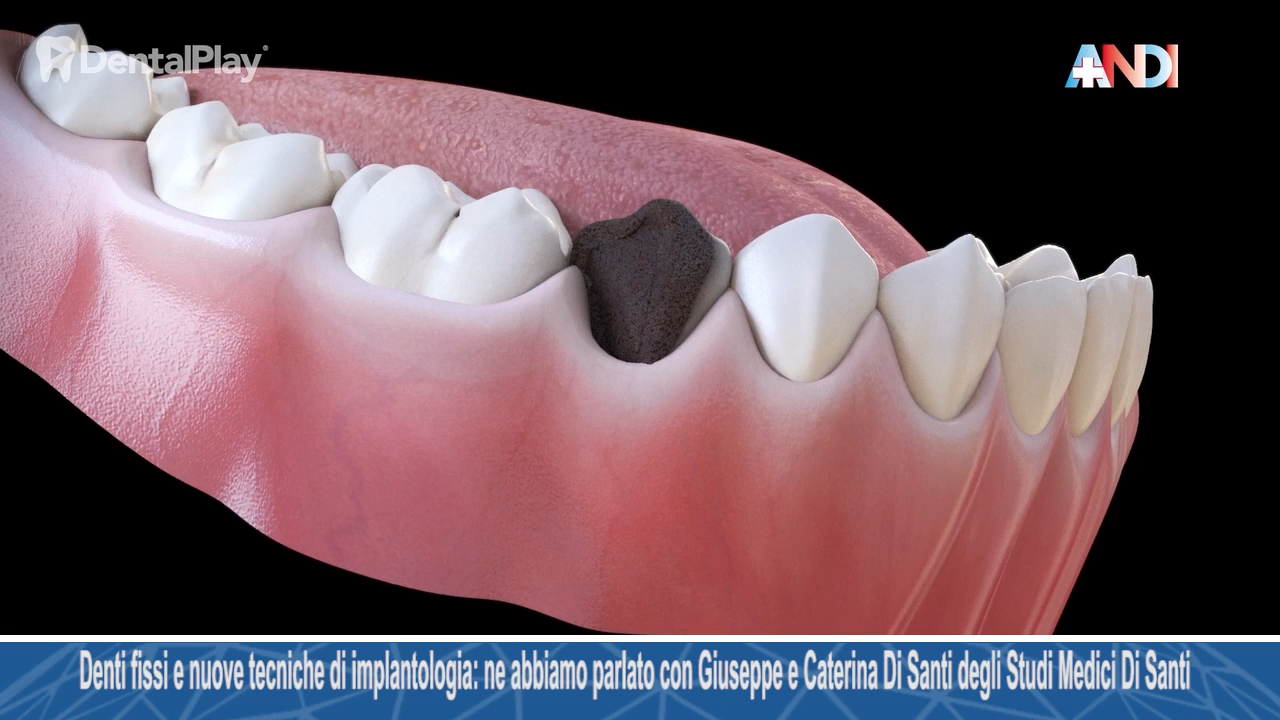 DentalPlay®
ANDI
Denti fissi e nuove tecniche di implantologia: ne abbiamo parlato con Giuseppe e Caterina Di Santi degli Studi Medici Di Santi